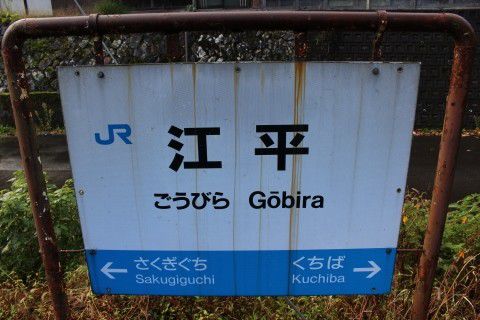 JR
江平
ごうびら Gōbira
さくぎぐち くちば
← Sakugiguchi Kuchiba →